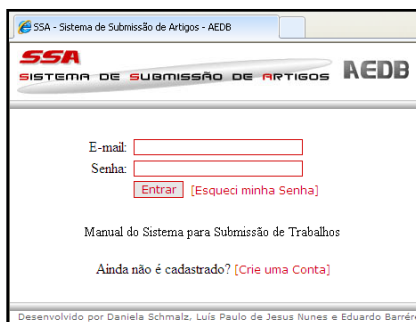 SSA - Sistema de Submissão de Artigos - AEDB
SSA
SISTEMA DE SUBMISSÃO DE ARTIGOS AEDB
E-mail:
Senha:
Entrar [Esqueci minha Senha]
Manual do Sistema para Submissão de Trabalhos
Ainda não é cadastrado? [Crie uma Conta]
Desenvolvido por Daniela Schmalz, Luís Paulo de Jesus Nunes e Eduardo Barrére